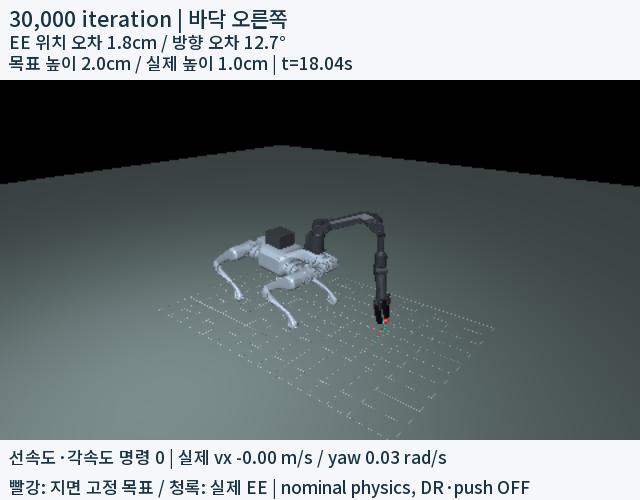 30,000 iteration | 바닥 오른쪽
EE 위치 오차 1.8cm / 방향 오차 12.7°
목표 높이 2.0cm / 실제 높이 1.0cm | t=18.04s
선속도·각속도 명령 0 | 실제 vx -0.00 m/s / yaw 0.03 rad/s
빨강: 지면 고정 목표 / 청록: 실제 EE | nominal physics, DR·push OFF